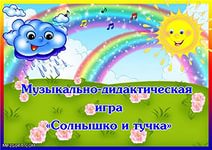 Музыкально-дидактическая
игра
«Солнышко и тучка»